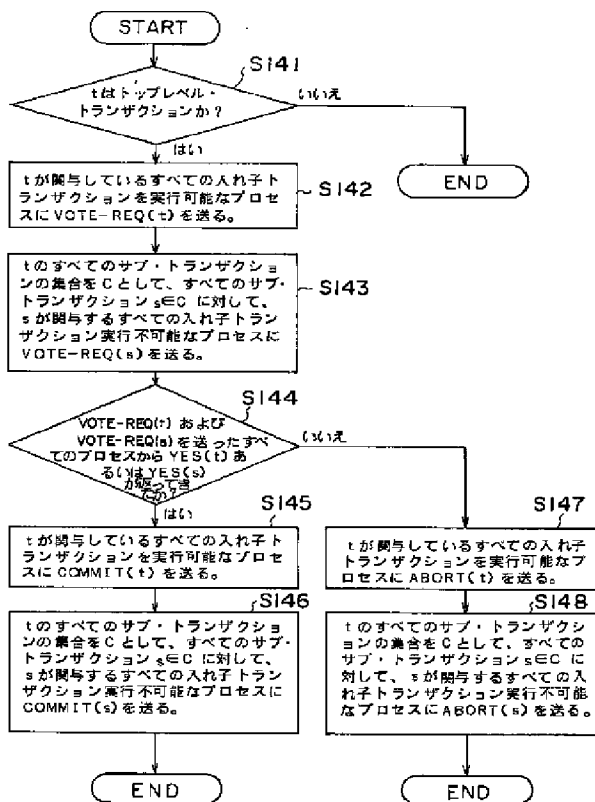 START
S141
tはトップレベル・
トランザクションか?
いいえ
はい
END
tが関与しているすべての入れ子ト
ランザクションを実行可能なプロセ
スにVOTE-REQ(t)を送る。
S142
tのすべてのサブ・トランザクショ
ンの集合をCとして、すべてのサブ・
トランザクションs∈Cに対して、
sが関与するすべての入れ子トラン
ザクション実行不可能なプロセスに
VOTE-REQ(s)を送る。
S143
S144
VOTE-REQ(t)および
VOTE-REQ(s)を送ったすべ
てのプロセスからYES(t)あ
るいはYES(s)
が返ってき
たか?
いいえ
はい
S145
tが関与しているすべての入れ子
トランザクションを実行可能なプロセ
スにCOMMIT(t)を送る。
S146
tのすべてのサブ・トランザクショ
ンの集合をCとして、すべてのサブ
・トランザクションs∈Cに対して、
sが関与するすべての入れ子トラン
ザクション実行不可能なプロセスに
COMMIT(s)を送る。
END
S147
tが関与しているすべての入れ子
トランザクションを実行可能なプ
ロセスにABORT(t)を送る。
S148
tのすべてのサブ・トランザクショ
ンの集合をCとして、すべての
サブ・トランザクションs∈Cに
対して、sが関与するすべての入
れ子トランザクション実行不可能
なプロセスにABORT(s)を送る。
END